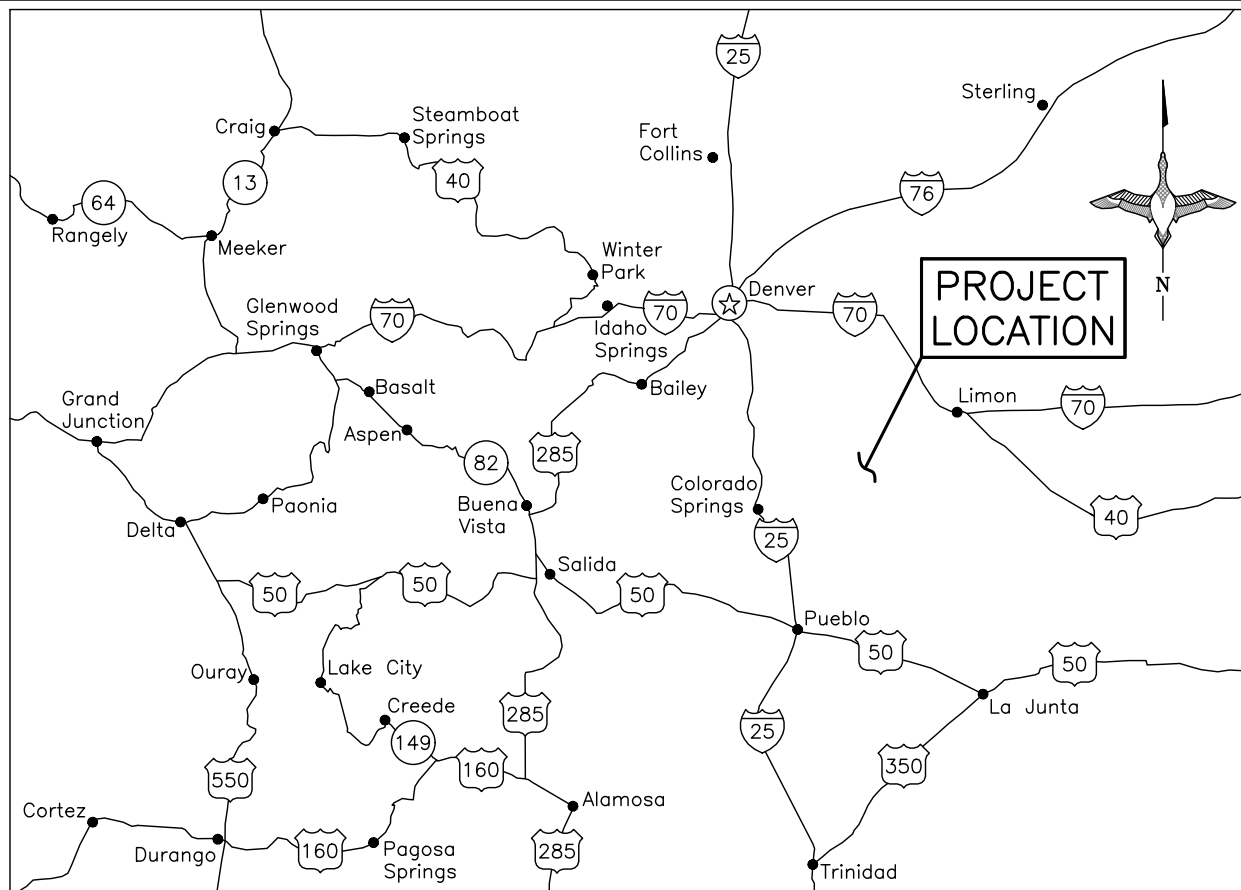 25
Sterling
Steamboat
Springs
Craig
Fort
Collins
13
40
76
64
Rangely
Meeker
Winter
Park
PROJECT
LOCATION
N
Denver
Glenwood
Springs
70
70
70
Idaho
Springs
Basalt
Bailey
Grand
Junction
Limon
70
Aspen
285
82
Colorado
Springs
Paonia
Buena
Vista
Delta
40
25
Salida
50
50
50
Pueblo
50
50
Ouray
Lake City
Creede
La Junta
285
25
149
160
350
550
Alamosa
Cortez
Durango
160
Pagosa
Springs
285
Trinidad